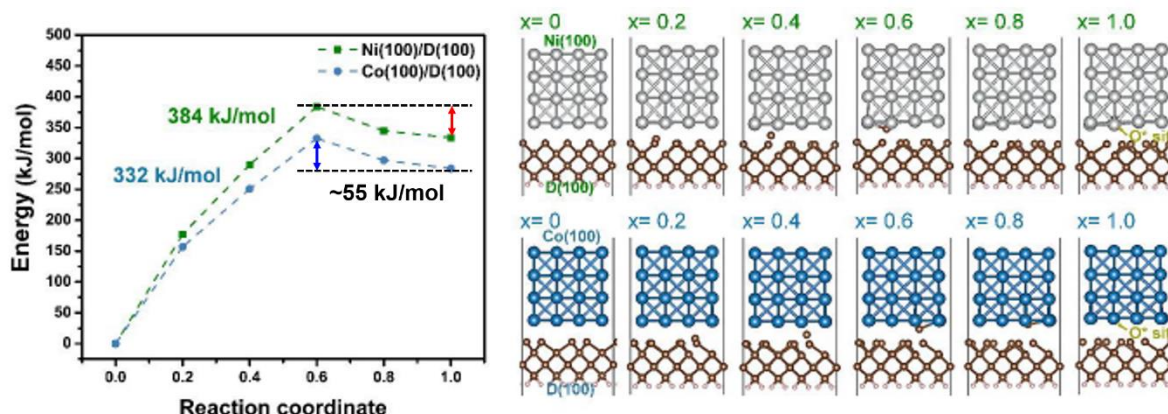 Energy (kJ/mol)
500
450
400
350
300
250
200
150
100
50
0
Ni(100)/D(100)
Co(100)/D(100)
384 kJ/mol
332 kJ/mol
~55 kJ/mol
0.0 0.2 0.4 0.6 0.8 1.0
Reaction coordinate
x= 0 x= 0.2 x= 0.4 x= 0.6 x= 0.8 x= 1.0
Ni(100)
D(100)
x= 0 x= 0.2 x= 0.4 x= 0.6 x= 0.8 x= 1.0
Co(100)
D(100)